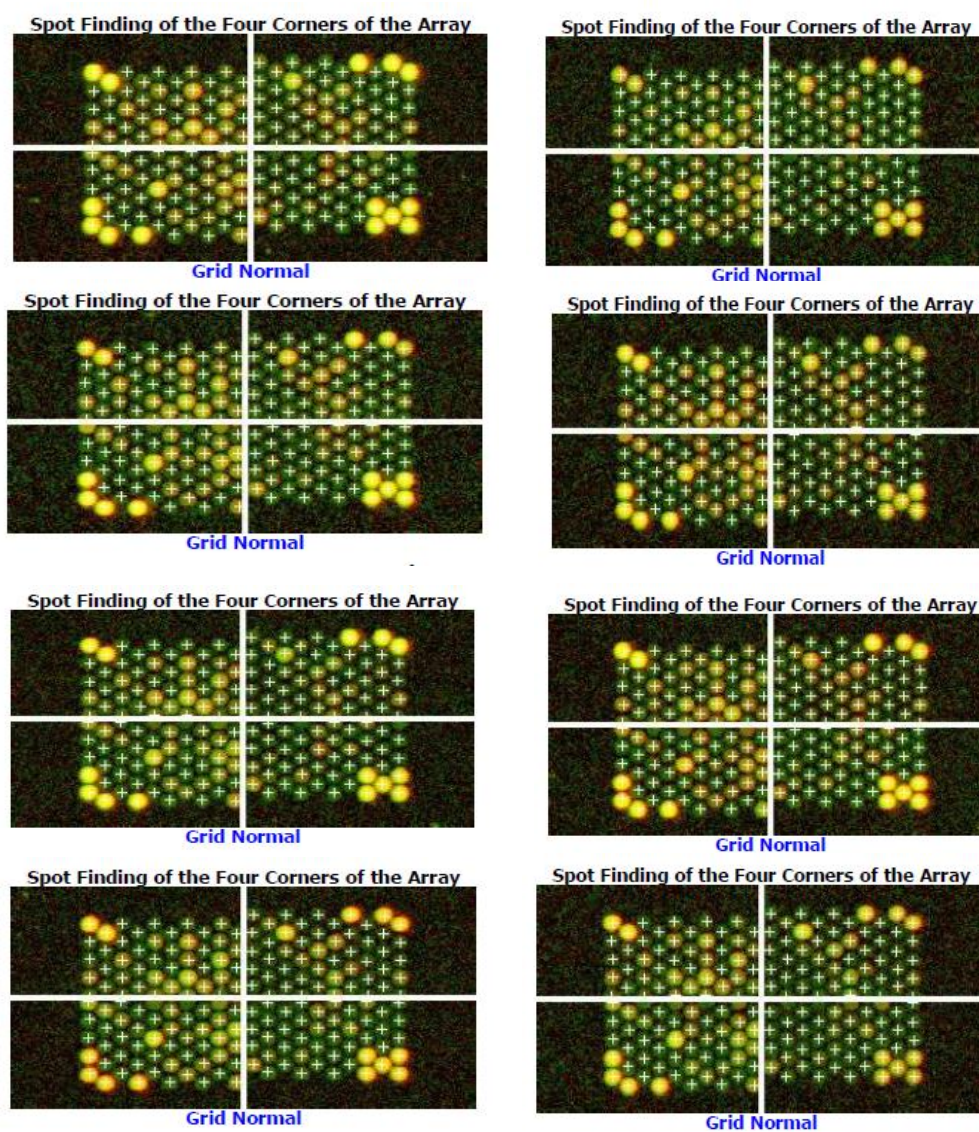 Spot Finding of the Four Corners of the Array
Spot Finding of the Four Corners of the Array
Grid Normal
Grid Normal
Spot Finding of the Four Corners of the Array
Spot Finding of the Four Corners of the Array
Grid Normal
Grid Normal
Spot Finding of the Four Corners of the Array
Spot Finding of the Four Corners of the Array
Grid Normal
Grid Normal
Spot Finding of the Four Corners of the Array
Spot Finding of the Four Corners of the Array
Grid Normal
Grid Normal